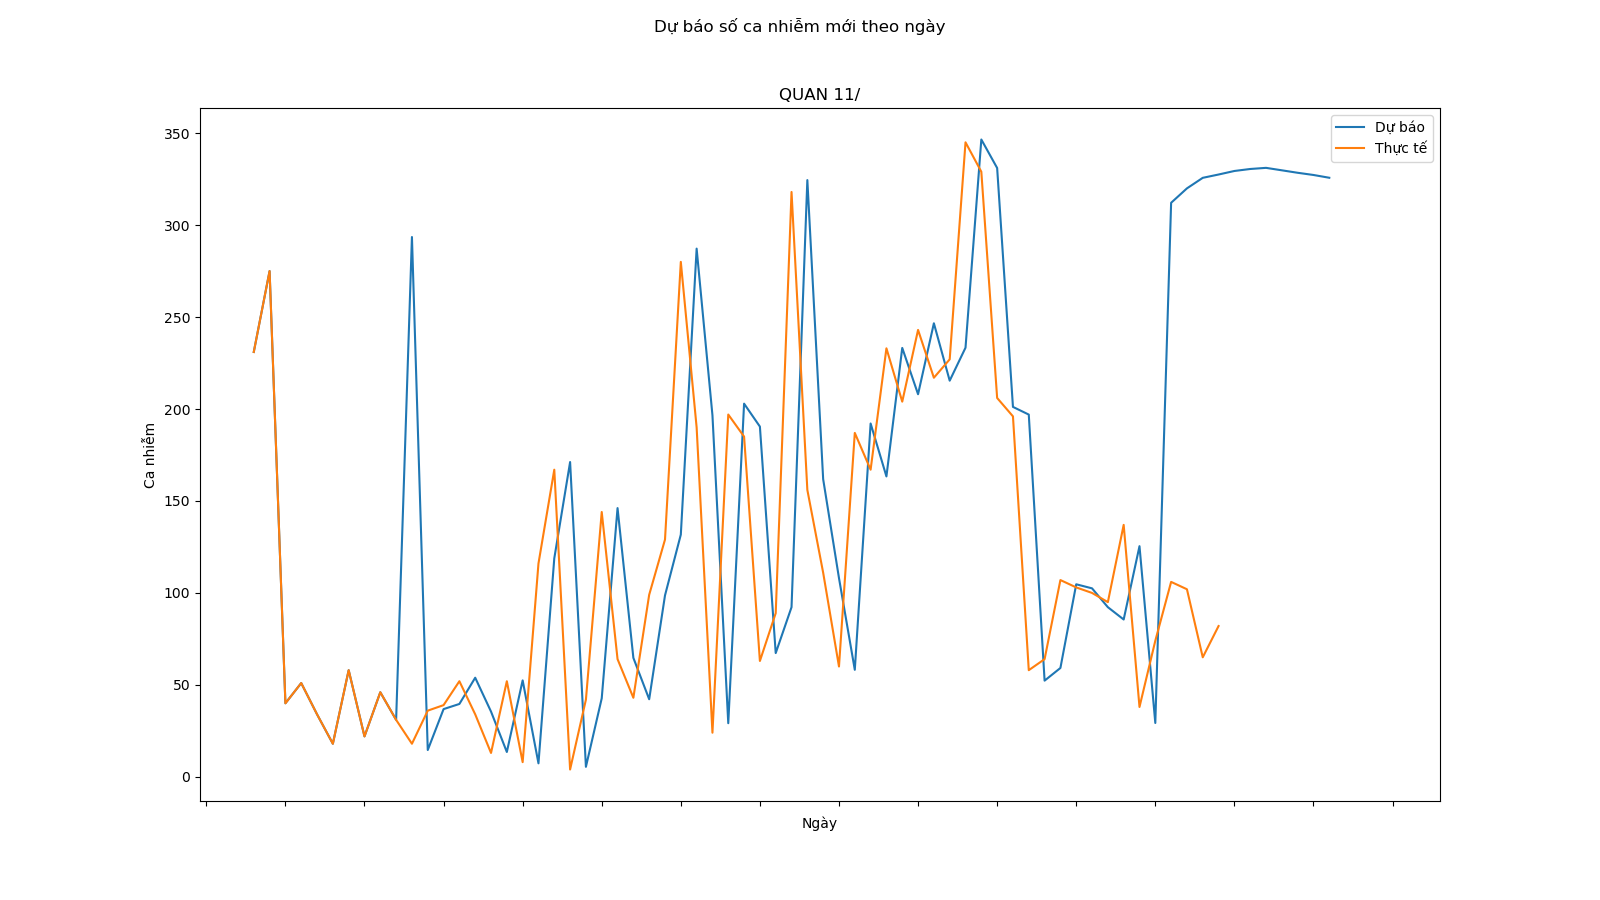 Dự báo số ca nhiễm mới theo ngày
QUAN 11/
Dự báo
Thực tế
350
300
250
200
150
100
50
0
Ca nhiễm
Ngày